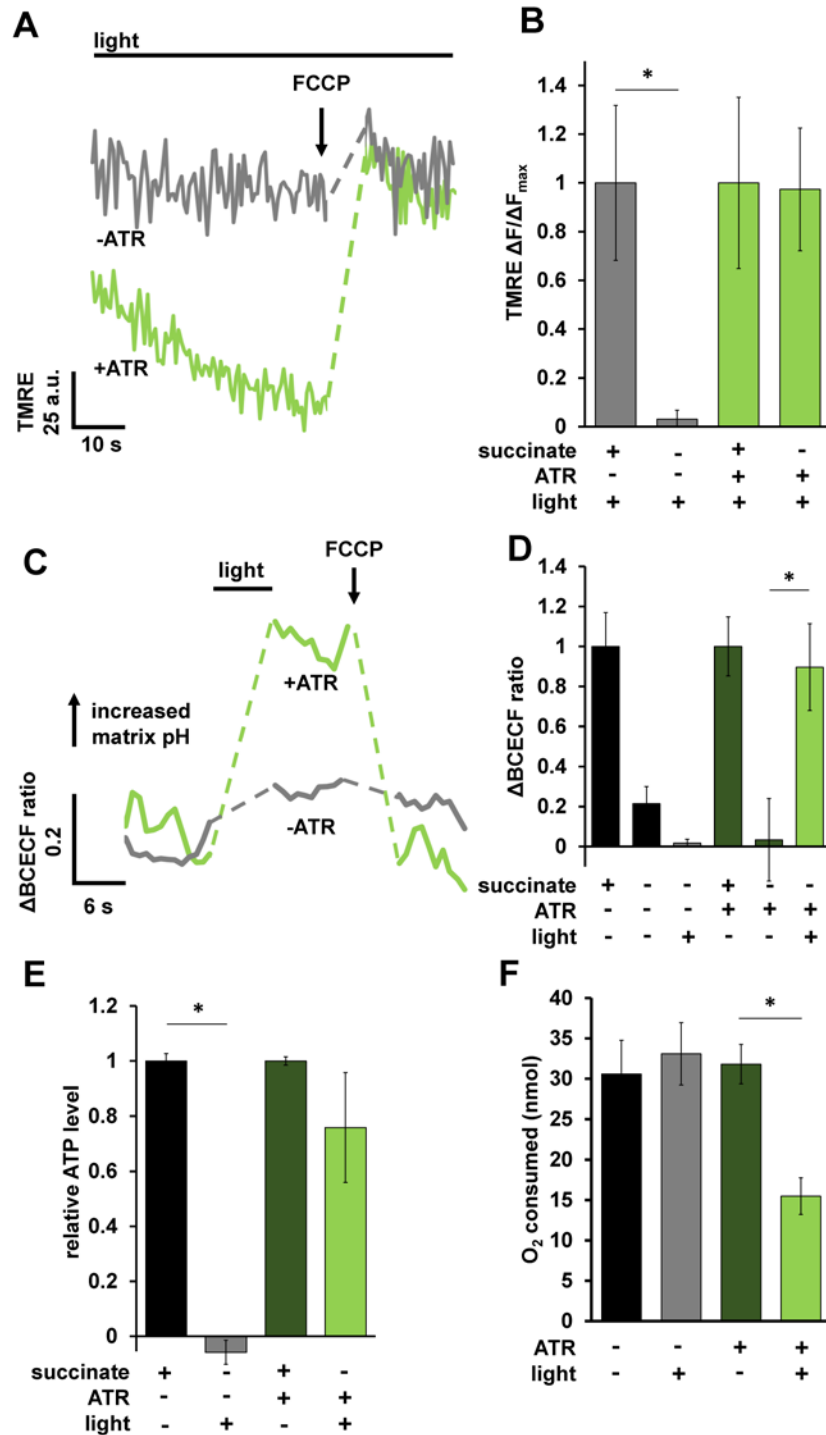 A
light
FCCP
-ATR
+ATR
TMRE
25 a.u.
10 s
B
*
TMRE ΔF/ΔFmax
1.4
1.2
1
0.8
0.6
0.4
0.2
0
succinate + - + -
ATR - - + +
light + + + +
C
FCCP
light
+ATR
increased
matrix pH
-ATR
ΔBCECF ratio
0.2
6 s
D
*
ΔBCECF ratio
1.4
1.2
1
0.8
0.6
0.4
0.2
0
succinate + - - + - -
ATR - - - + + +
light - - + - - +
E
*
relative ATP level
1.2
1
0.8
0.6
0.4
0.2
0
succinate + - + -
ATR - - + +
light - + - +
F
*
O2 consumed (nmol)
40
35
30
25
20
15
10
5
0
ATR - - + +
light - + - +